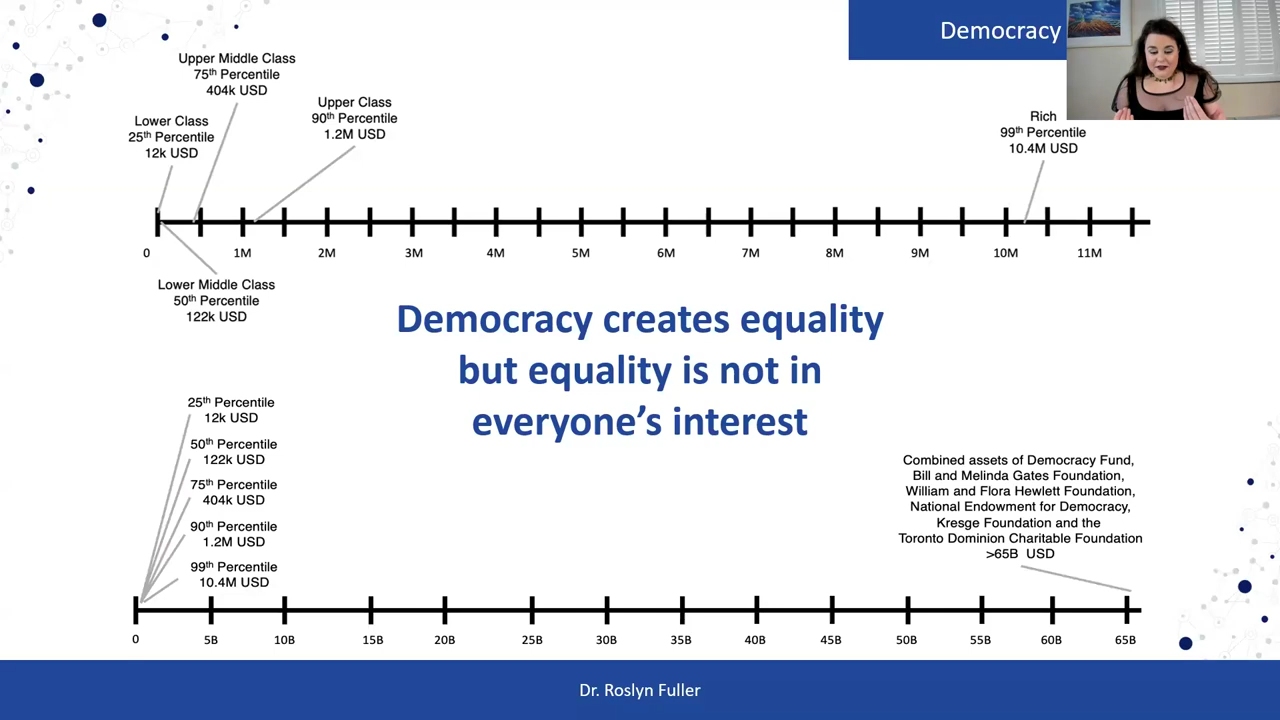 Democracy
Upper Middle Class
75th Percentile
404k USD
Upper Class
90th Percentile
1.2M USD
Lower Class
25th Percentile
12k USD
Rich
99th Percentile
10.4M USD
0 1M 2M 3M 4M 5M 6M 7M 8M 9M 10M 11M
Lower Middle Class
50th Percentile
122k USD
Democracy creates equality
but equality is not in
everyone's interest
25th Percentile
12k USD
50th Percentile
122k USD
75th Percentile
404k USD
90th Percentile
1.2M USD
99th Percentile
10.4M USD
Combined assets of Democracy Fund,
Bill and Melinda Gates Foundation,
William and Flora Hewlett Foundation,
National Endowment for Democracy,
Kresge Foundation and the
Toronto Dominion Charitable Foundation
>65B USD
0 5B 10B 15B 20B 25B 30B 35B 40B 45B 50B 55B 60B 65B
Dr. Roslyn Fuller